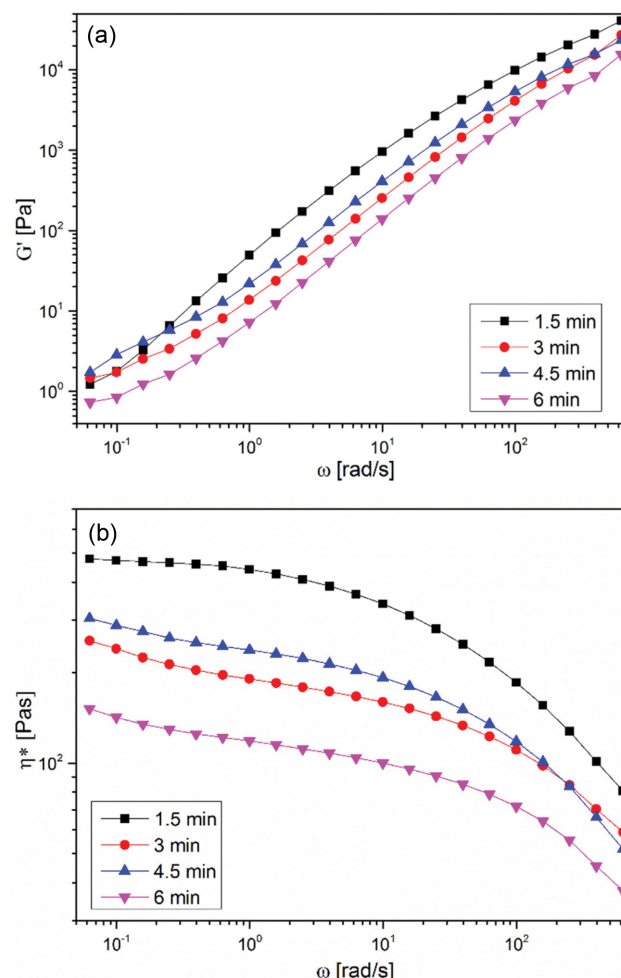 (a)
10⁴
10³
10²
10¹
10⁰
G' [Pa]
1.5 min
3 min
4.5 min
6 min
10⁻¹ 10⁰ 10¹ 10²
ω [rad/s]
(b)
10²
η* [Pas]
1.5 min
3 min
4.5 min
6 min
10⁻¹ 10⁰ 10¹ 10²
ω [rad/s]